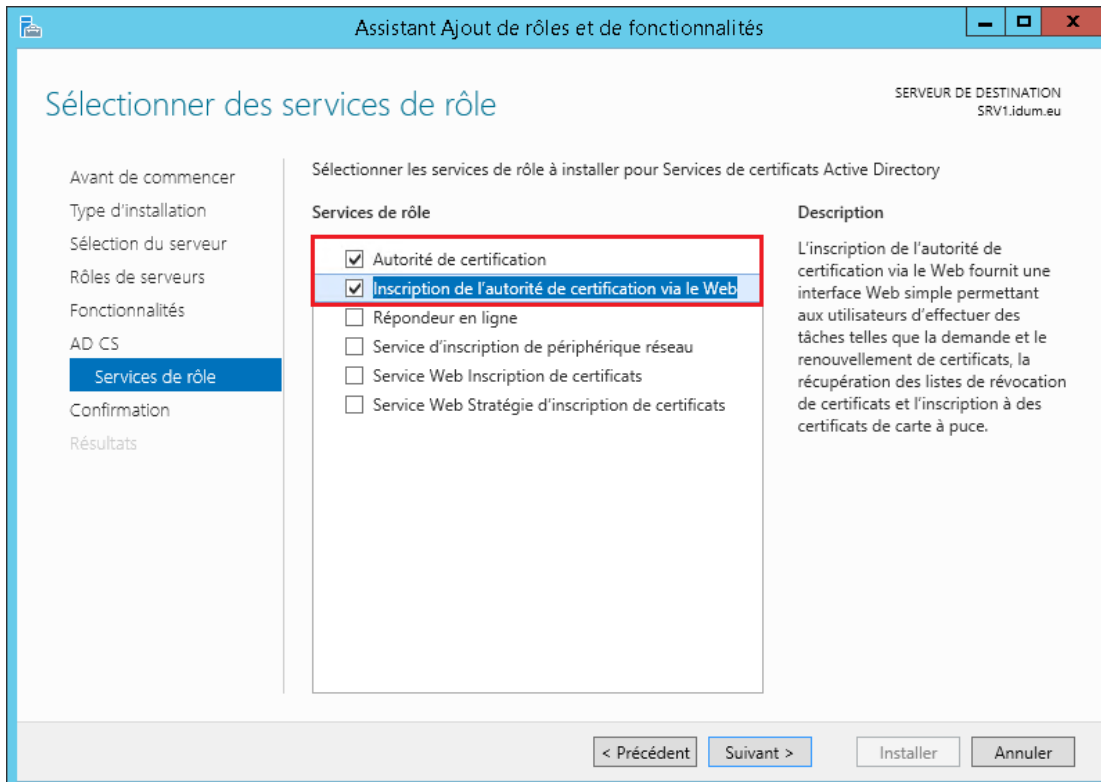 Assistant Ajout de rôles et de fonctionnalités
Sélectionner des services de rôle
SERVEUR DE DESTINATION
SRV1.idum.eu
Avant de commencer
Type d'installation
Sélection du serveur
Rôles de serveurs
Fonctionnalités
AD CS
Services de rôle
Confirmation
Résultats
Sélectionner les services de rôle à installer pour Services de certificats Active Directory
Services de rôle
Autorité de certification
Inscription de l'autorité de certification via le Web
Répondeur en ligne
Service d'inscription de périphérique réseau
Service Web Inscription de certificats
Service Web Stratégie d'inscription de certificats
Description
L'inscription de l'autorité de
certification via le Web fournit une
interface Web simple permettant
aux utilisateurs d'effectuer des
tâches telles que la demande et le
renouvellement de certificats, la
récupération des listes de révocation
de certificats et l'inscription à des
certificats de carte à puce.
< Précédent
Suivant >
Installer
Annuler